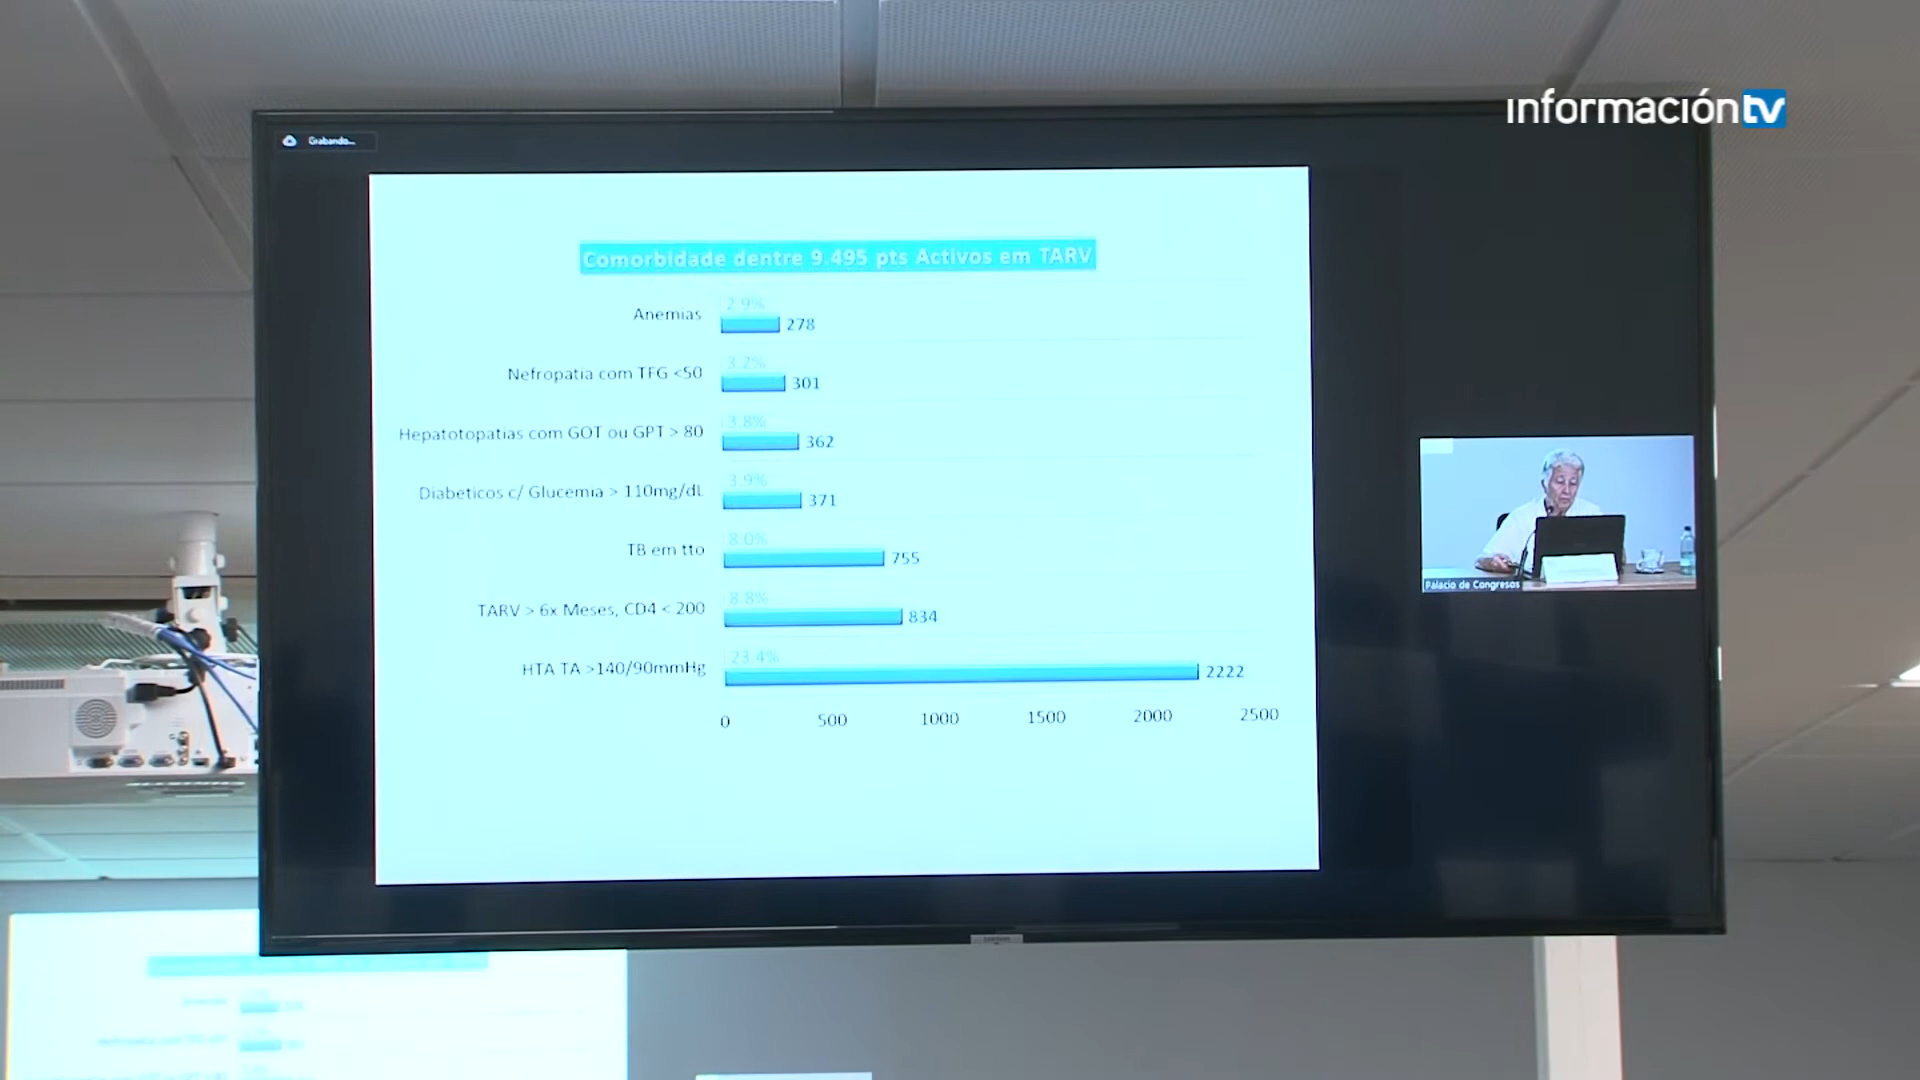 informacióntv
Grabando...
Comorbidade dentre 9.495 pts Activos em TARV
Anemias
2.9%
278
Nefropatia com TFG <50
3.2%
301
Hepatotopatias com GOT ou GPT > 80
3.8%
362
Diabeticos c/ Glucemia > 110mg/dL
3.9%
371
TB em tto
8.0%
755
TARV > 6x Meses, CD4 < 200
8.8%
834
HTA TA >140/90mmHg
23.4%
2222
0 500 1000 1500 2000 2500
Palacio de Congresos